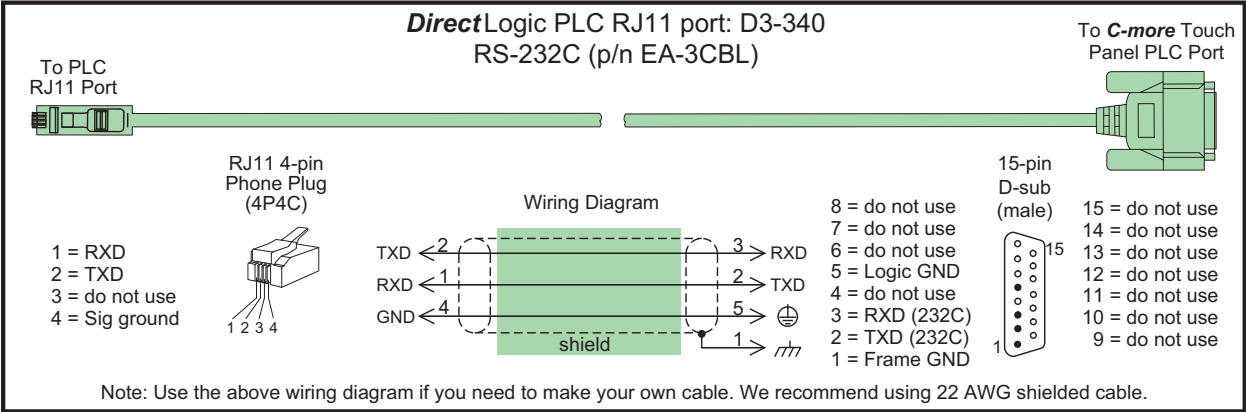 DirectLogic PLC RJ11 port: D3-340
RS-232C (p/n EA-3CBL)
To PLC
RJ11 Port
To C-more Touch
Panel PLC Port
RJ11 4-pin
Phone Plug
(4P4C)
1 = RXD
2 = TXD
3 = do not use
4 = Sig ground
1 2 3 4
Wiring Diagram
TXD 2 3 RXD
RXD 1 2 TXD
GND 4 5
1
shield
8 = do not use
7 = do not use
6 = do not use
5 = Logic GND
4 = do not use
3 = RXD (232C)
2 = TXD (232C)
1 = Frame GND
15-pin
D-sub
(male)
15
1
15 = do not use
14 = do not use
13 = do not use
12 = do not use
11 = do not use
10 = do not use
9 = do not use
Note: Use the above wiring diagram if you need to make your own cable. We recommend using 22 AWG shielded cable.